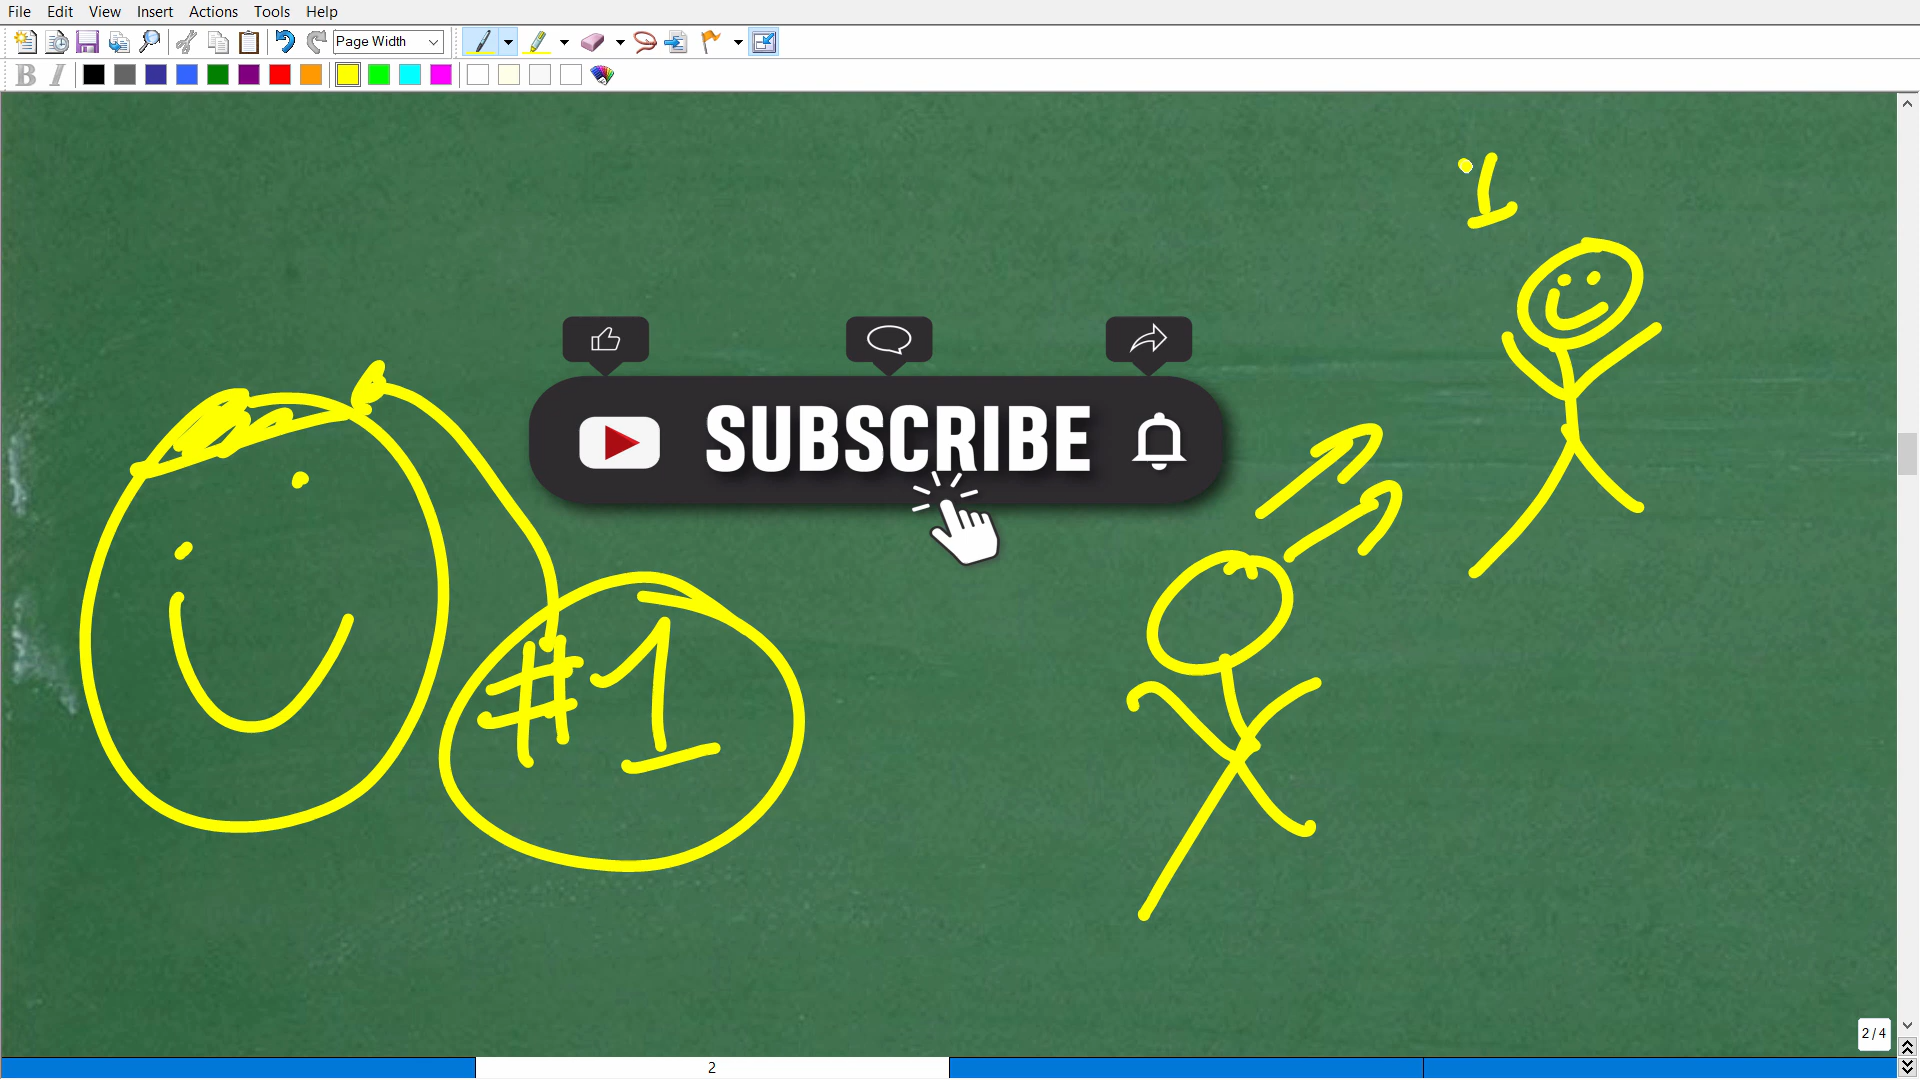 File Edit View Insert Actions Tools Help
Page Width
B I
1
SUBSCRIBE
#1
2 / 4
2